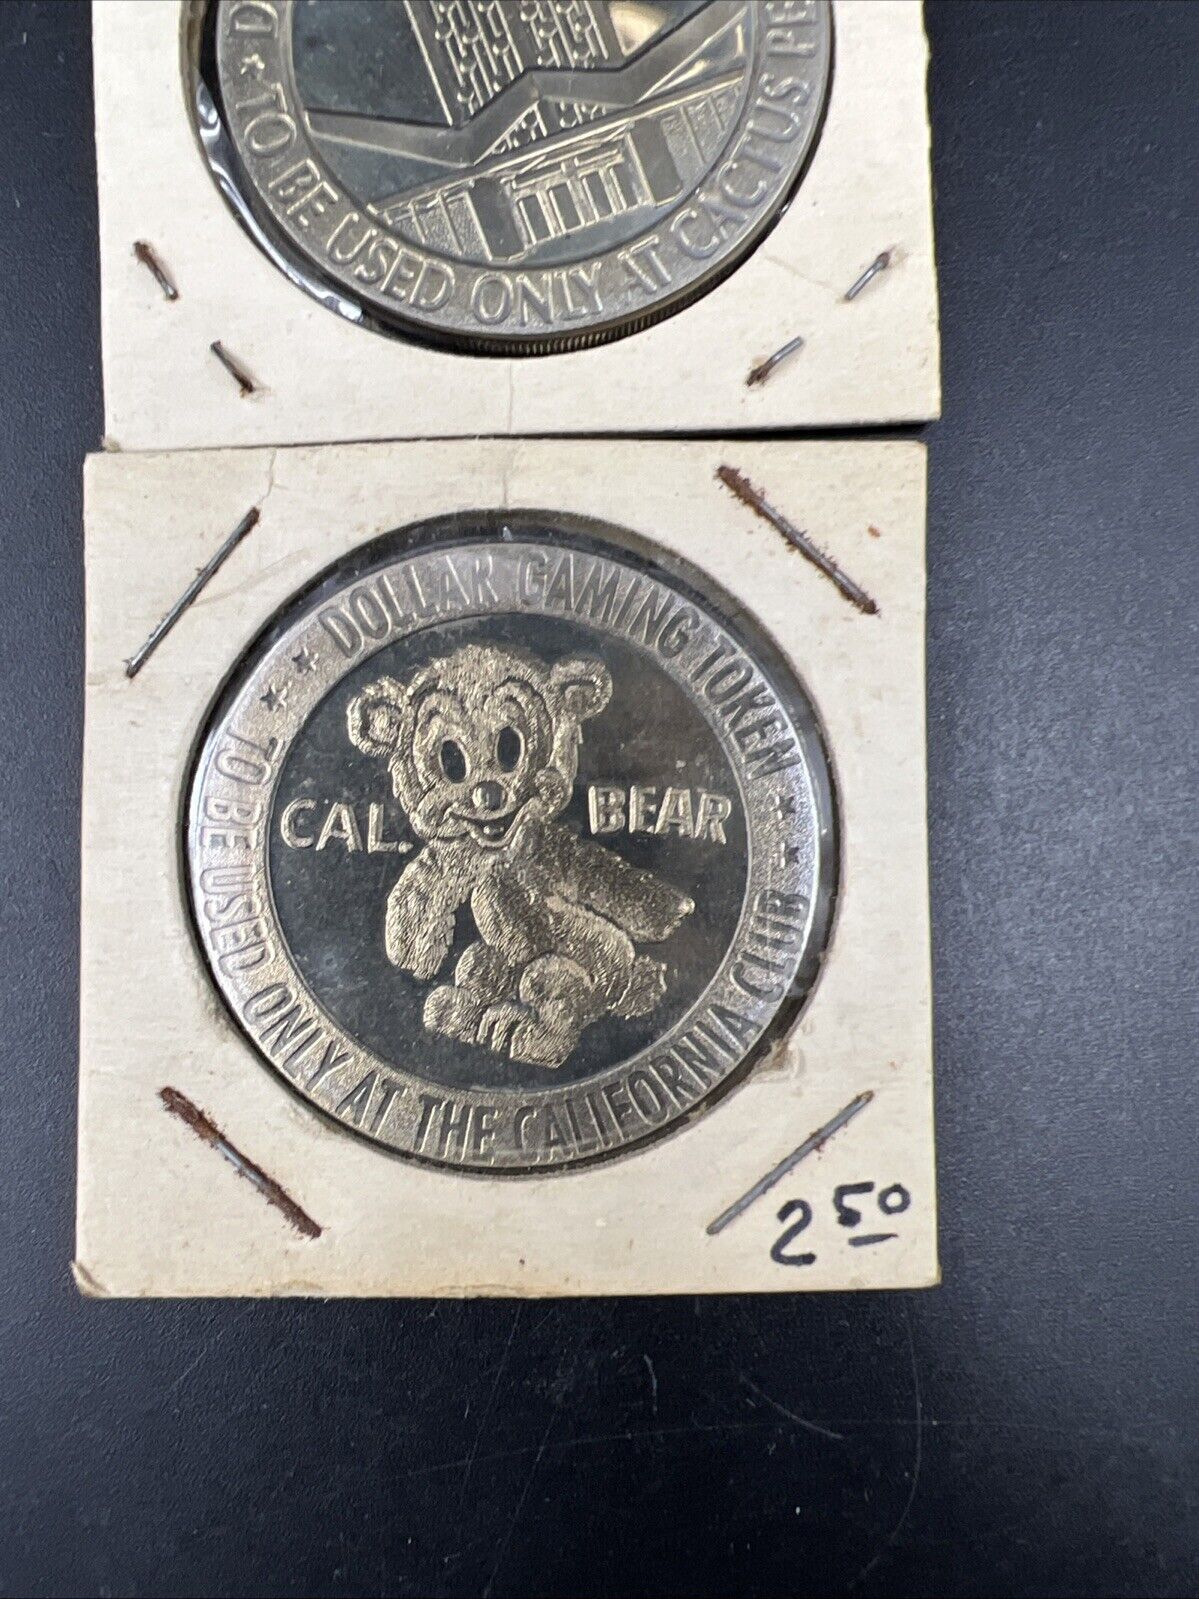 TO BE USED ONLY AT CACTUS PE
DOLLAR GAMING TOKEN
CAL. BEAR
TO BE USED ONLY AT THE CALIFORNIA CLUB
2 50